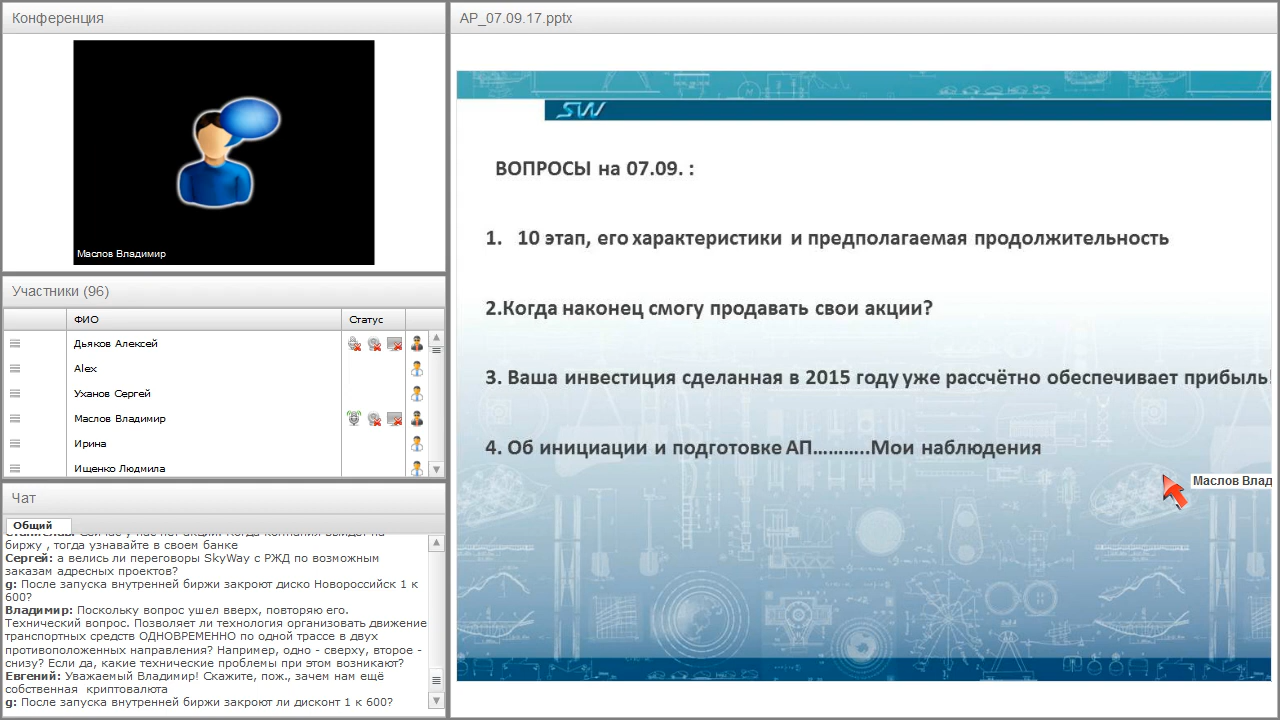 Конференция
Маслов Владимир
Участники (96)
ФИО
Статус
Дьяков Алексей
Alex
Уханов Сергей
Маслов Владимир
Ирина
Ищенко Людмила
Чат
Общий
биржу , тогда узнавайте в своем банке
Сергей: а велись ли переговоры SkyWay с РЖД по возможным
заказам адресных проектов?
g: После запуска внутренней биржи закроют диско Новороссийск 1 к
600?
Владимир: Поскольку вопрос ушел вверх, повторяю его.
Технический вопрос. Позволяет ли технология организовать движение
транспортных средств ОДНОВРЕМЕННО по одной трассе в двух
противоположных направления? Например, одно - сверху, второе -
снизу? Если да, какие технические проблемы при этом возникают?
Евгений: Уважаемый Владимир! Скажите, пож., зачем нам ещё
собственная криптовалюта
g: После запуска внутренней биржи закроют ли дисконт 1 к 600?
AP_07.09.17.pptx
SW
ВОПРОСЫ на 07.09. :
1. 10 этап, его характеристики и предполагаемая продолжительность
2.Когда наконец смогу продавать свои акции?
3. Ваша инвестиция сделанная в 2015 году уже рассчётно обеспечивает прибыль!
4. Об инициации и подготовке АП………..Мои наблюдения
Маслов Влад